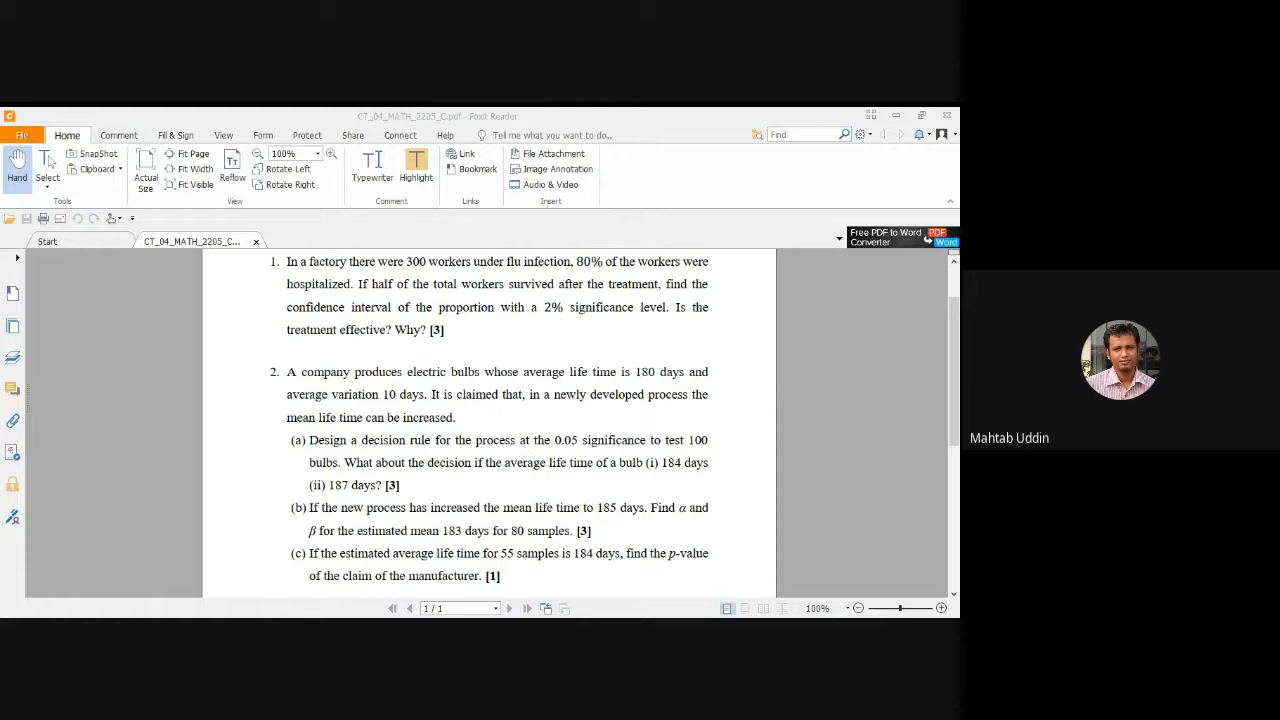 CT_04_MATH_2205_C.pdf - Foxit Reader
File Home Comment Fill & Sign View Form Protect Share Connect Help Tell me what you want to do.. Find
Hand
Select
SnapShot
Clipboard
Tools
Actual Size
Fit Page
Fit Width
Fit Visible
Reflow
100%
Rotate Left
Rotate Right
View
Typewriter
Highlight
Comment
Link
Bookmark
Links
File Attachment
Image Annotation
Audio & Video
Insert
Start
CT_04_MATH_2205_C...
Free PDF to Word
Converter
PDF
Word
1. In a factory there were 300 workers under flu infection, 80% of the workers were
hospitalized. If half of the total workers survived after the treatment, find the
confidence interval of the proportion with a 2% significance level. Is the
treatment effective? Why? [3]
2. A company produces electric bulbs whose average life time is 180 days and
average variation 10 days. It is claimed that, in a newly developed process the
mean life time can be increased.
(a) Design a decision rule for the process at the 0.05 significance to test 100
bulbs. What about the decision if the average life time of a bulb (i) 184 days
(ii) 187 days? [3]
(b) If the new process has increased the mean life time to 185 days. Find α and
β for the estimated mean 183 days for 80 samples. [3]
(c) If the estimated average life time for 55 samples is 184 days, find the p-value
of the claim of the manufacturer. [1]
1 / 1
100%
Mahtab Uddin